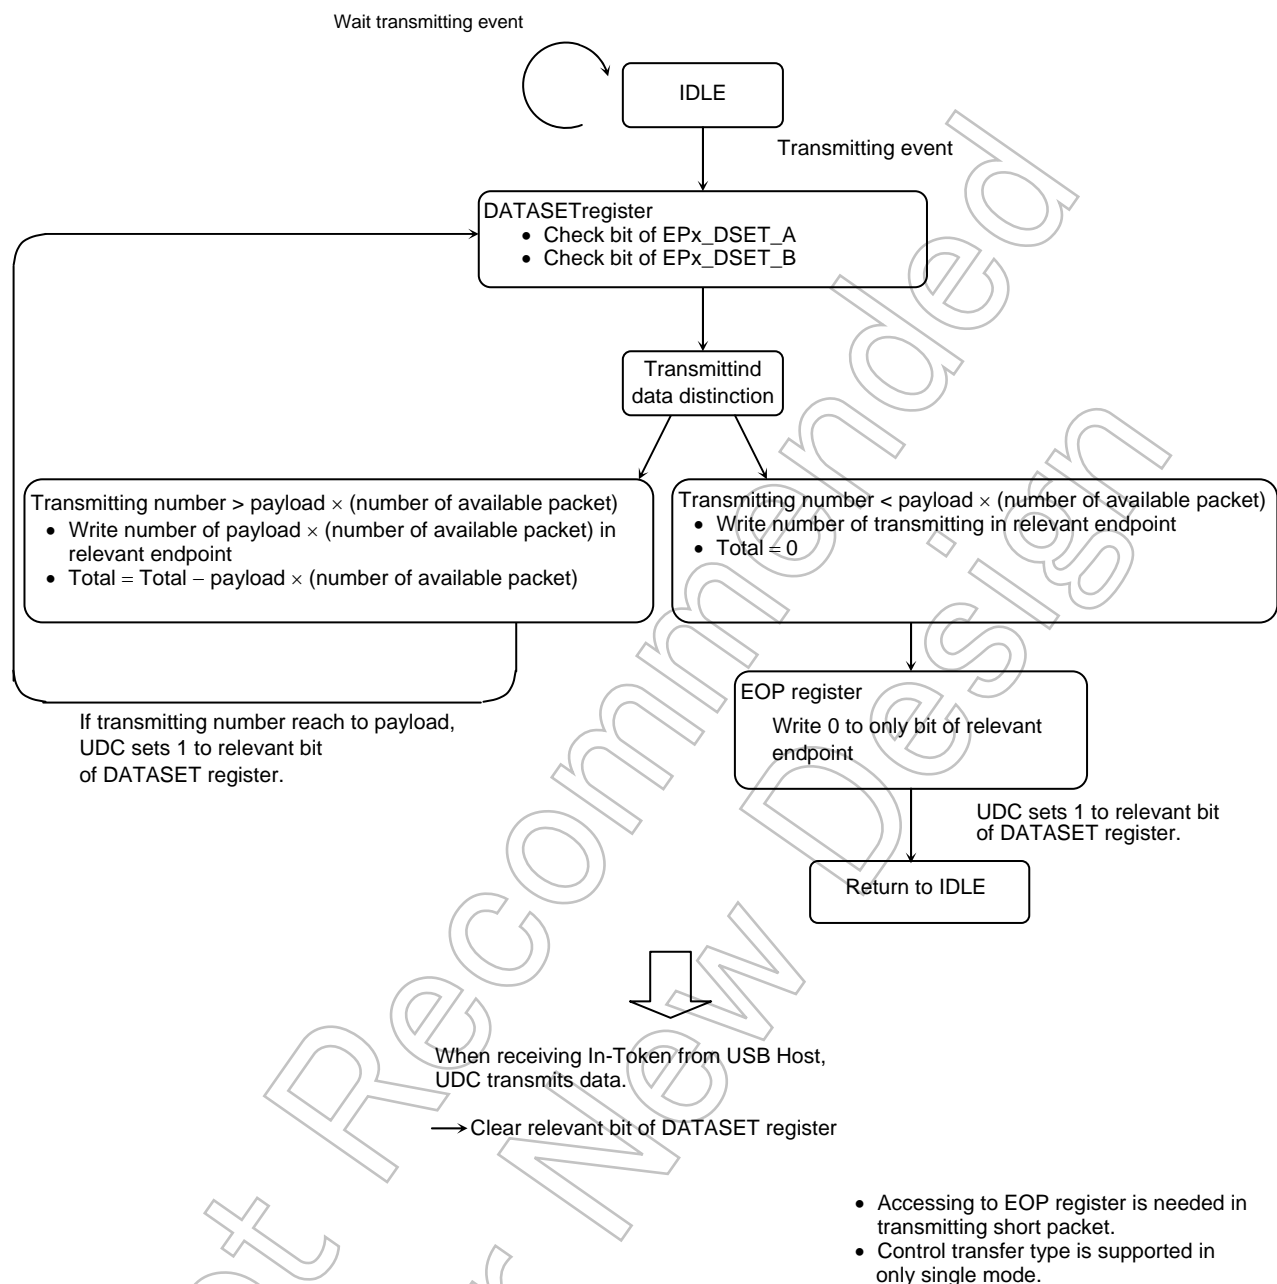 Wait transmitting event
IDLE
Transmitting event
DATASETregister
• Check bit of EPx_DSET_A
• Check bit of EPx_DSET_B
Transmittind
data distinction
Transmitting number > payload × (number of available packet)
• Write number of payload × (number of available packet) in
relevant endpoint
• Total = Total − payload × (number of available packet)
Transmitting number < payload × (number of available packet)
• Write number of transmitting in relevant endpoint
• Total = 0
EOP register
Write 0 to only bit of relevant
endpoint
If transmitting number reach to payload,
UDC sets 1 to relevant bit
of DATASET register.
UDC sets 1 to relevant bit
of DATASET register.
Return to IDLE
When receiving In-Token from USB Host,
UDC transmits data.
→ Clear relevant bit of DATASET register
• Accessing to EOP register is needed in
transmitting short packet.
• Control transfer type is supported in
only single mode.
ot Recommended
r New Design